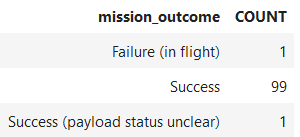 mission_outcome COUNT
Failure (in flight) 1
Success 99
Success (payload status unclear) 1